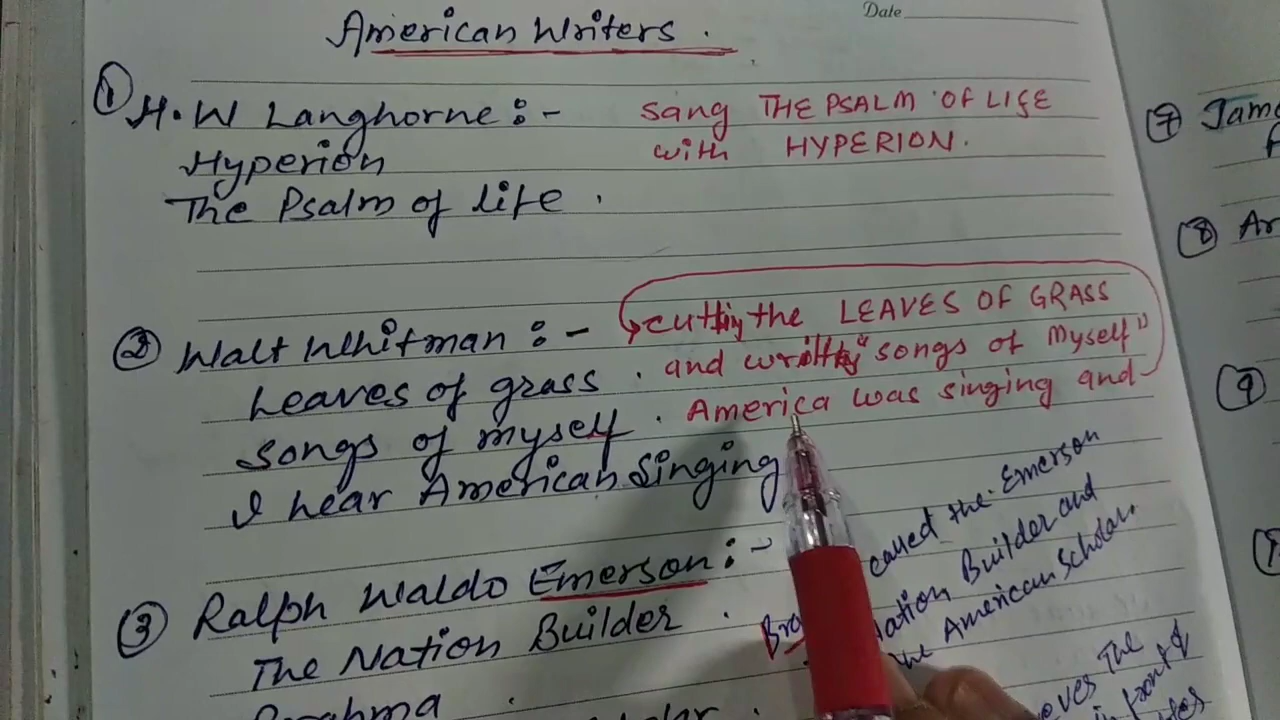 Date
American Writers.
① H.W Langhorne :- sang THE PSALM OF LIFE
Hyperion with HYPERION.
The Psalm of life.
② Walt Whitman :- cutting the LEAVES OF GRASS
Leaves of grass. and "songs of Myself"
songs of myself. America was singing and
I hear American Singing
③ Ralph Waldo Emerson :- called the Emerson
The Nation Builder. Nation Builder and
Brahma the American Scholar.
⑦
⑧
⑨